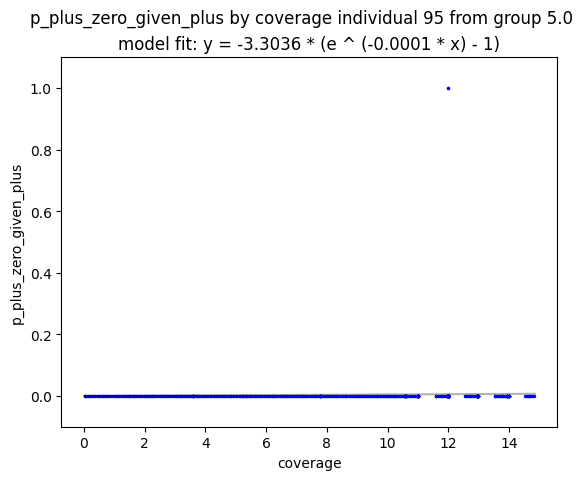 p_plus_zero_given_plus by coverage individual 95 from group 5.0
model fit: y = -3.3036 * (e ^ (-0.0001 * x) - 1)
p_plus_zero_given_plus
1.0
0.8
0.6
0.4
0.2
0.0
0 2 4 6 8 10 12 14
coverage